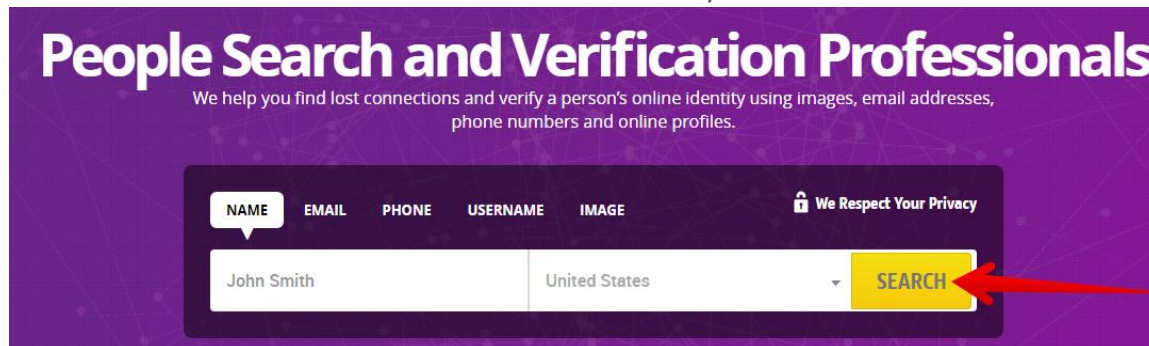 People Search and Verification Professionals
We help you find lost connections and verify a person's online identity using images, email addresses,
phone numbers and online profiles.
NAME EMAIL PHONE USERNAME IMAGE We Respect Your Privacy
John Smith United States SEARCH